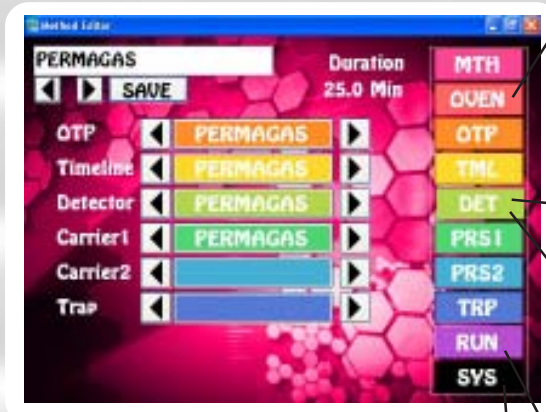 Method Editor
PERMAGAS
Duration
SAVE
25.0 Min
OTP PERMAGAS
Timeline PERMAGAS
Detector PERMAGAS
Carrier1 PERMAGAS
Carrier2
Trap
MTH
OVEN
OTP
TML
DET
PRS1
PRS2
TRP
RUN
SYS